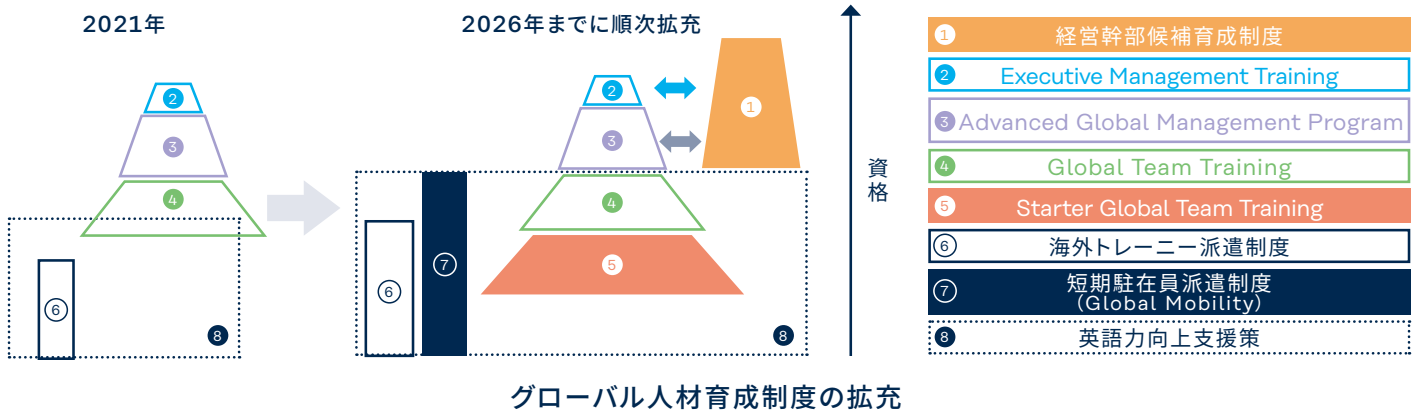 2021年
2026年までに順次拡充
②
③
④
⑥
⑧
②
③
①
④
⑤
⑥
⑦
⑧
資格
① 経営幹部候補育成制度
② Executive Management Training
③ Advanced Global Management Program
④ Global Team Training
⑤ Starter Global Team Training
⑥ 海外トレーニー派遣制度
⑦ 短期駐在員派遣制度
(Global Mobility)
⑧ 英語力向上支援策
グローバル人材育成制度の拡充